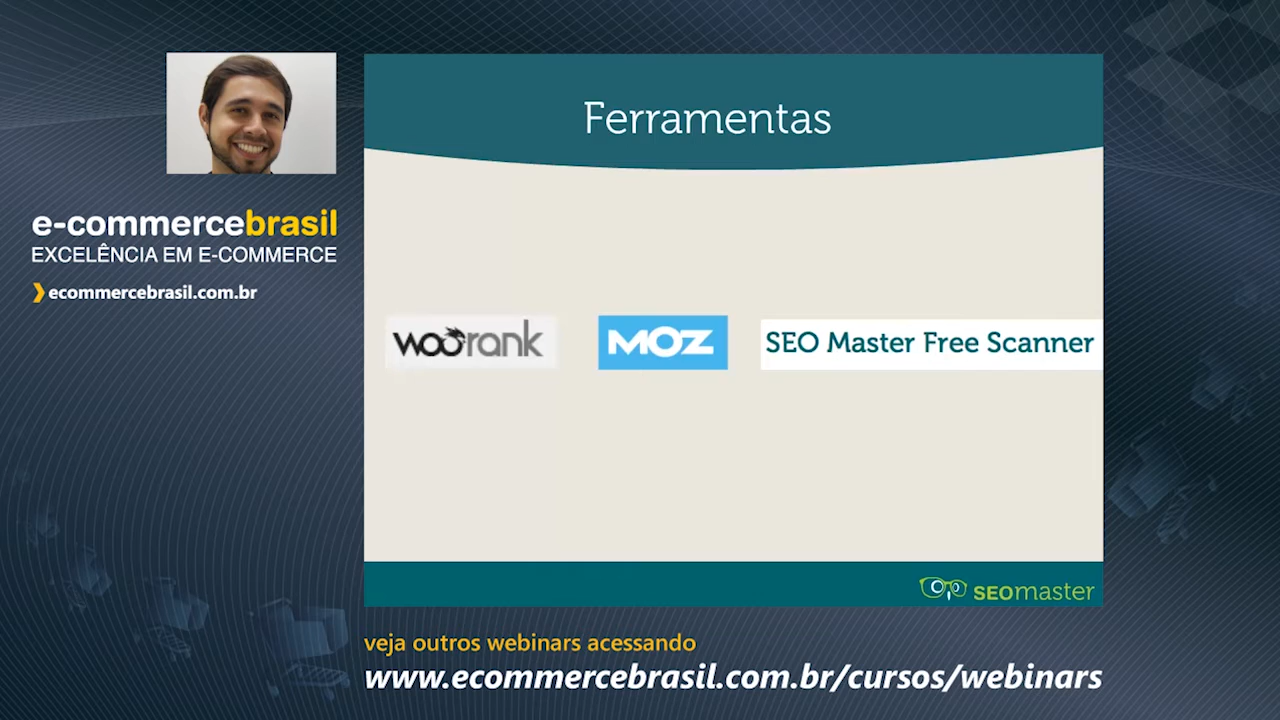 e-commercebrasil
EXCELÊNCIA EM E-COMMERCE
ecommercebrasil.com.br
Ferramentas
woorank
MOZ
SEO Master Free Scanner
SEOmaster
veja outros webinars acessando
www.ecommercebrasil.com.br/cursos/webinars